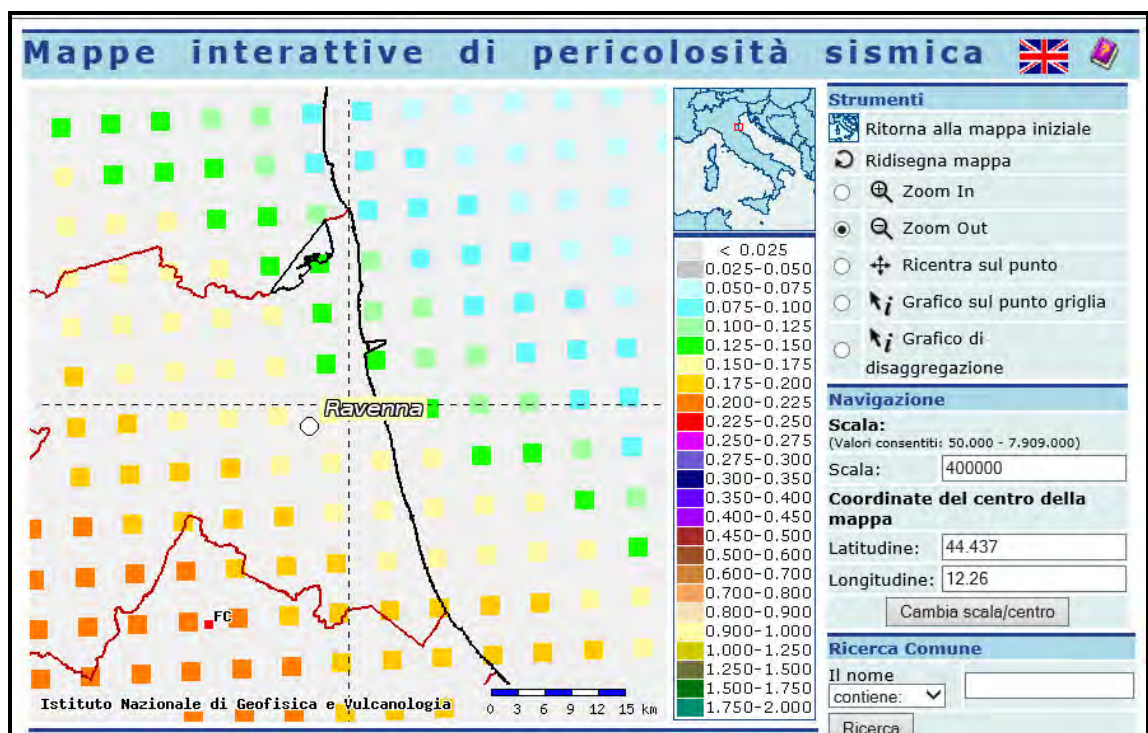 Mappe interattive di pericolosità sismica
Ravenna
FC
Istituto Nazionale di Geofisica e Vulcanologia
0 3 6 9 12 15 km
< 0.025
0.025-0.050
0.050-0.075
0.075-0.100
0.100-0.125
0.125-0.150
0.150-0.175
0.175-0.200
0.200-0.225
0.225-0.250
0.250-0.275
0.275-0.300
0.300-0.350
0.350-0.400
0.400-0.450
0.450-0.500
0.500-0.600
0.600-0.700
0.700-0.800
0.800-0.900
0.900-1.000
1.000-1.250
1.250-1.500
1.500-1.750
1.750-2.000
Strumenti
Ritorna alla mappa iniziale
Ridisegna mappa
Zoom In
Zoom Out
Ricentra sul punto
Grafico sul punto griglia
Grafico di
disaggregazione
Navigazione
Scala:
(Valori consentiti: 50.000 - 7.909.000)
Scala: 400000
Coordinate del centro della
mappa
Latitudine: 44.437
Longitudine: 12.26
Cambia scala/centro
Ricerca Comune
Il nome
contiene:
Ricerca